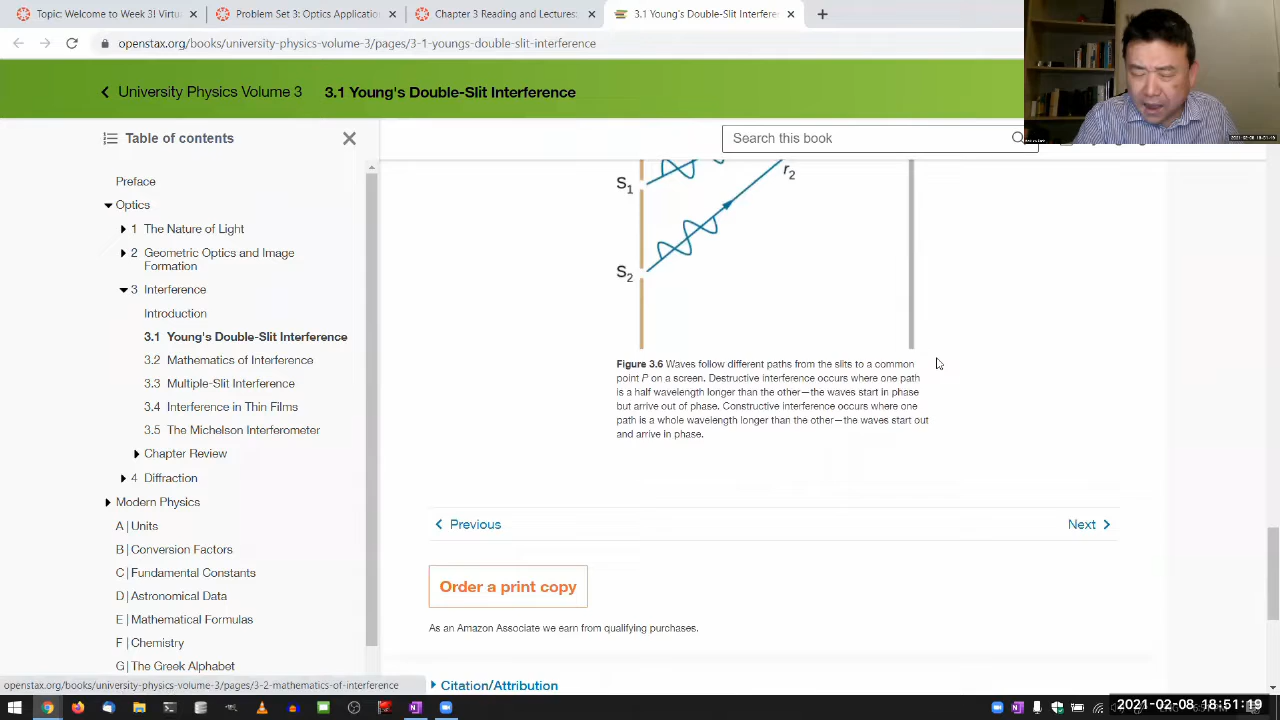 Topic: Welcome to Week 3! Virtu
Problem Set 3: Optics Applicatio
Chapter 3 Reading and Lectures:
3.1 Young's Double-Slit Interfere
openstax.org/books/university-physics-volume-3/pages/3-1-youngs-double-slit-interference
University Physics Volume 3
3.1 Young's Double-Slit Interference
Table of contents
Search this book
2021-02-08 18:51:19
Preface
Optics
1 The Nature of Light
2 Geometric Optics and Image
Formation
3 Interference
Introduction
3.1 Young's Double-Slit Interference
3.2 Mathematics of Interference
3.3 Multiple-Slit Interference
3.4 Interference in Thin Films
3.5 The Michelson Interferometer
Chapter Review
4 Diffraction
Modern Physics
A | Units
B | Conversion Factors
C | Fundamental Constants
D | Astronomical Data
E | Mathematical Formulas
F | Chemistry
G | The Greek Alphabet
S1
r2
S2
Figure 3.6 Waves follow different paths from the slits to a common
point P on a screen. Destructive interference occurs where one path
is a half wavelength longer than the other—the waves start in phase
but arrive out of phase. Constructive interference occurs where one
path is a whole wavelength longer than the other—the waves start out
and arrive in phase.
Previous
Next
Order a print copy
As an Amazon Associate we earn from qualifying purchases.
Citation/Attribution
openstax.org/books/university-physics-volume-3/pages/3-2-mathematics-of-interference
2021-02-08 18:51:19